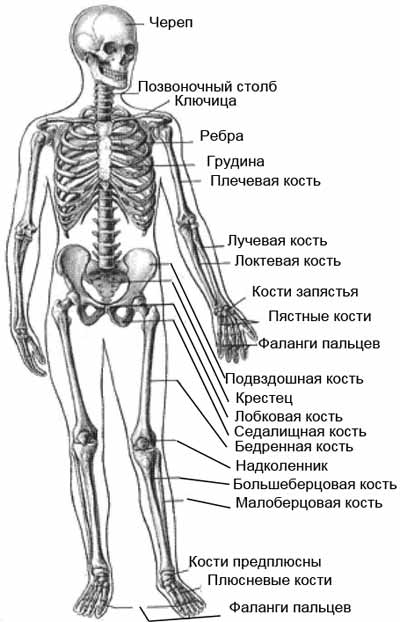 Череп
Позвоночный столб
Ключица
Ребра
Грудина
Плечевая кость
Лучевая кость
Локтевая кость
Кости запястья
Пястные кости
Фаланги пальцев
Подвздошная кость
Крестец
Лобковая кость
Седалищная кость
Бедренная кость
Надколенник
Большеберцовая кость
Малоберцовая кость
Кости предплюсны
Плюсневые кости
Фаланги пальцев